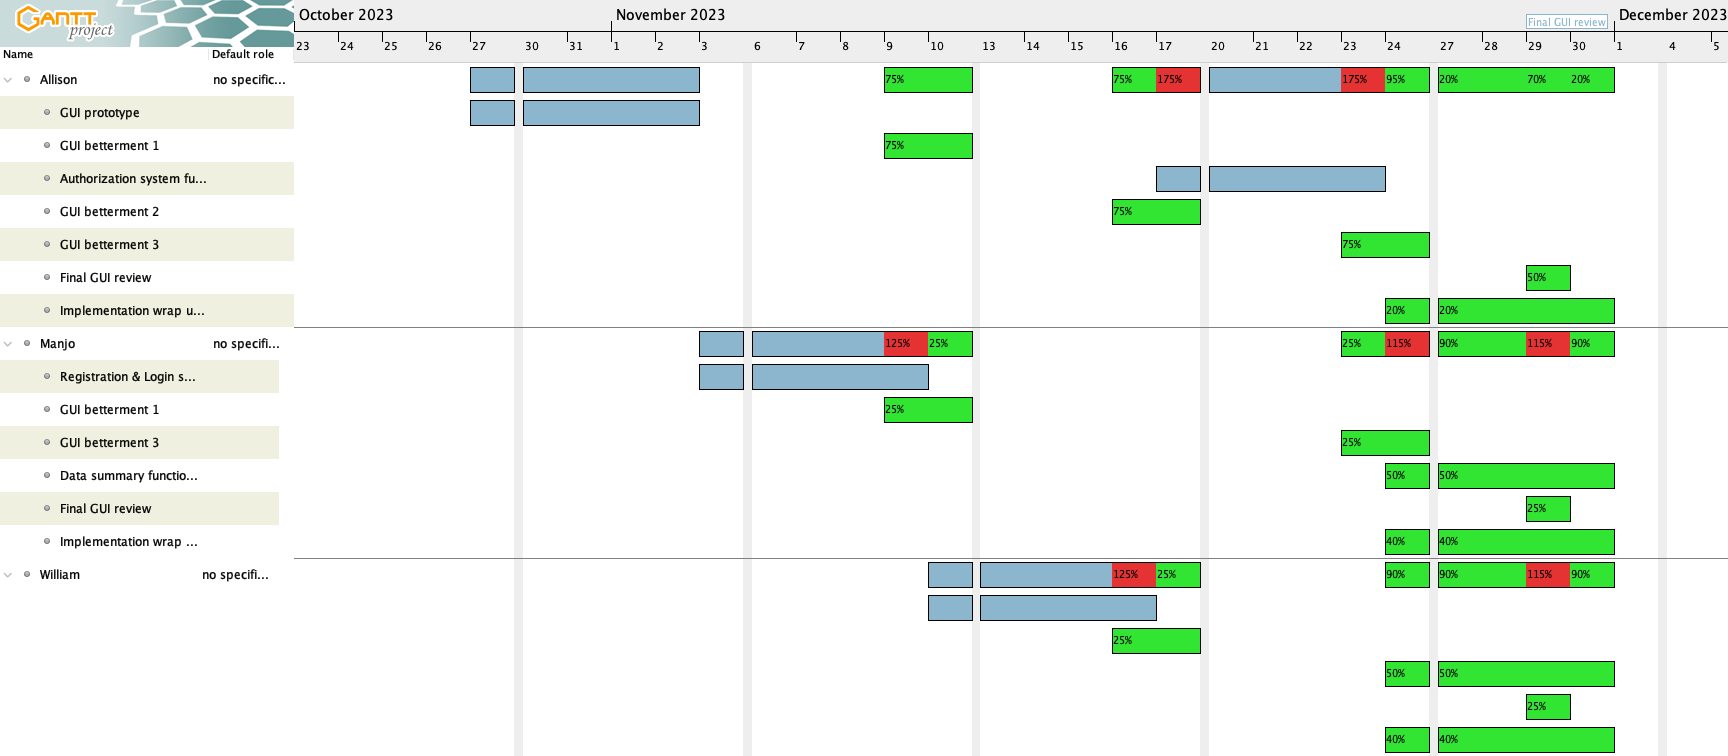 GANTT project
October 2023
November 2023
Final GUI review
December 2023
23 24 25 26 27 30 31 1 2 3 6 7 8 9 10 13 14 15 16 17 20 21 22 23 24 27 28 29 30 1 4 5
Name Default role
Allison no specific... 75% 75% 175% 175% 95% 20% 70% 20%
GUI prototype
GUI betterment 1 75%
Authorization system fu...
GUI betterment 2 75%
GUI betterment 3 75%
Final GUI review 50%
Implementation wrap u... 20% 20%
Manjo no specifi... 125% 25% 25% 115% 90% 115% 90%
Registration & Login s...
GUI betterment 1 25%
GUI betterment 3 25%
Data summary functio... 50% 50%
Final GUI review 25%
Implementation wrap ... 40% 40%
William no specifi... 125% 25% 90% 90% 115% 90%
25%
50% 50%
25%
40% 40%